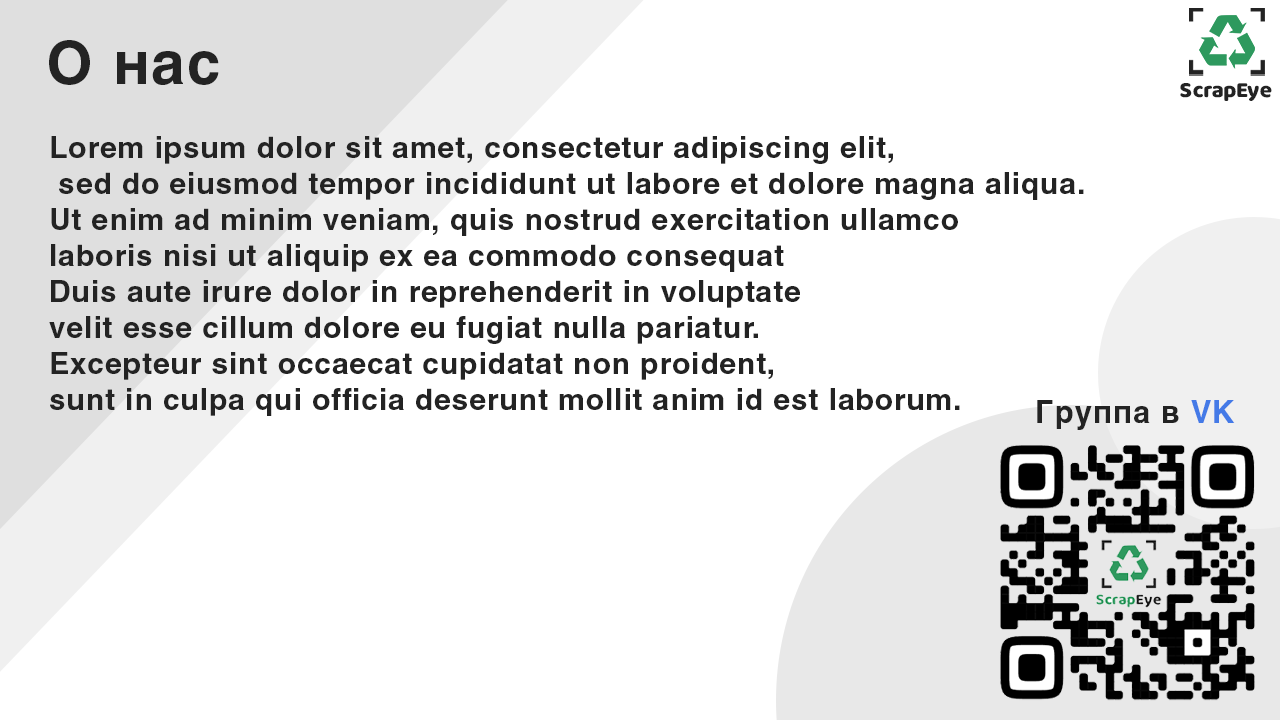 О нас
ScrapEye
Lorem ipsum dolor sit amet, consectetur adipiscing elit,
sed do eiusmod tempor incididunt ut labore et dolore magna aliqua.
Ut enim ad minim veniam, quis nostrud exercitation ullamco
laboris nisi ut aliquip ex ea commodo consequat
Duis aute irure dolor in reprehenderit in voluptate
velit esse cillum dolore eu fugiat nulla pariatur.
Excepteur sint occaecat cupidatat non proident,
sunt in culpa qui officia deserunt mollit anim id est laborum.
Группа в VK
ScrapEye